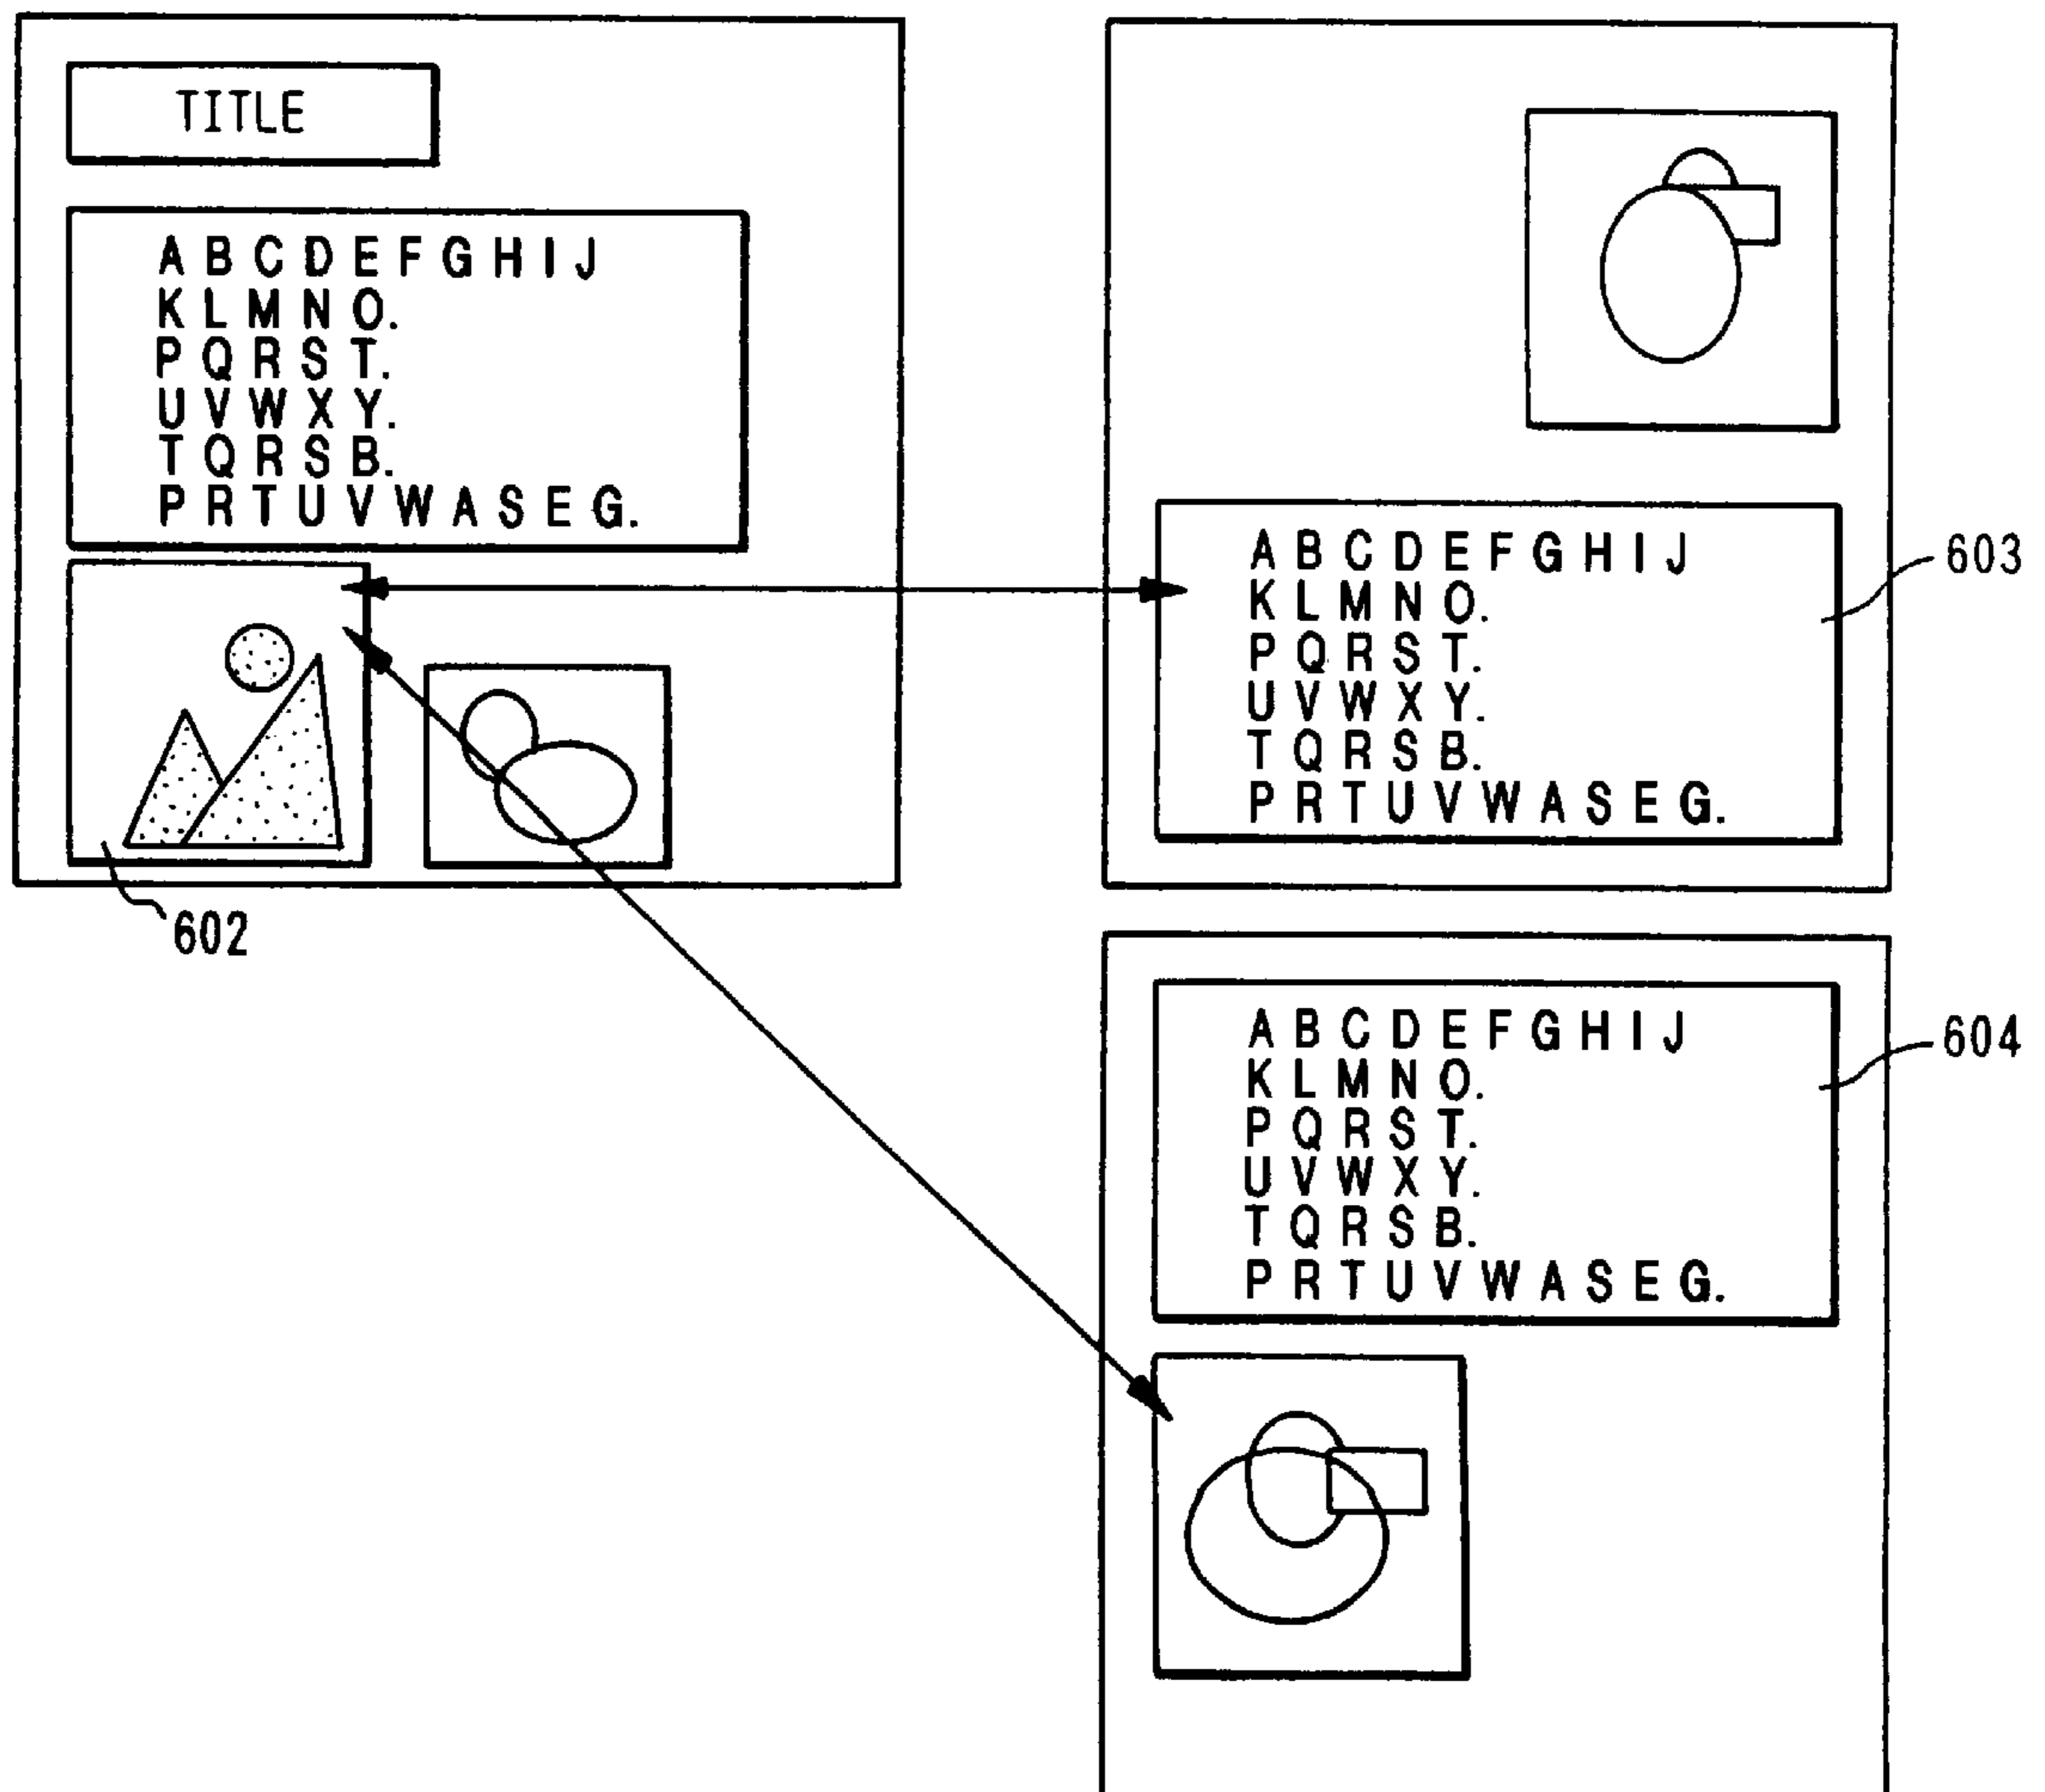 TITLE
A B C D E F G H I J
K L M N O.
P Q R S T.
U V W X Y.
T Q R S B.
P R T U V W A S E G.
602
A B C D E F G H I J
K L M N O.
P Q R S T.
U V W X Y.
T Q R S B.
P R T U V W A S E G.
603
A B C D E F G H I J
K L M N O.
P Q R S T.
U V W X Y.
T Q R S B.
P R T U V W A S E G.
604